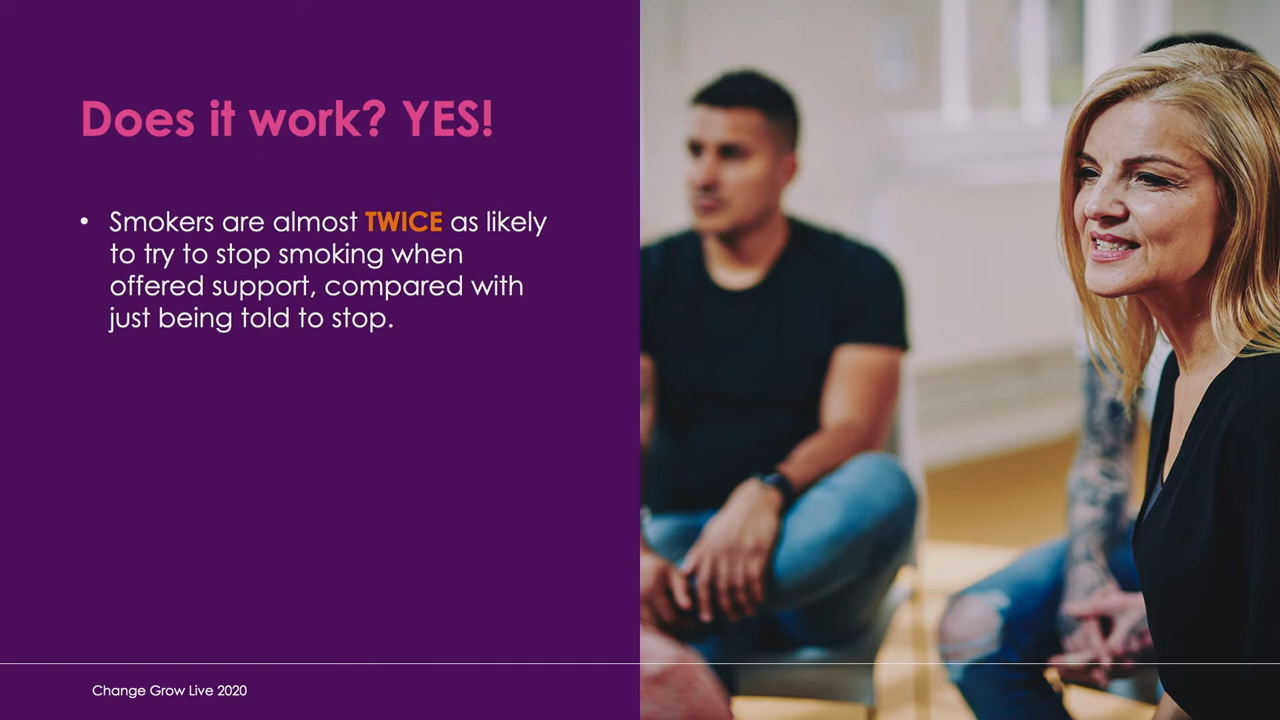 Does it work? YES!
• Smokers are almost TWICE as likely
to try to stop smoking when
offered support, compared with
just being told to stop.
Change Grow Live 2020